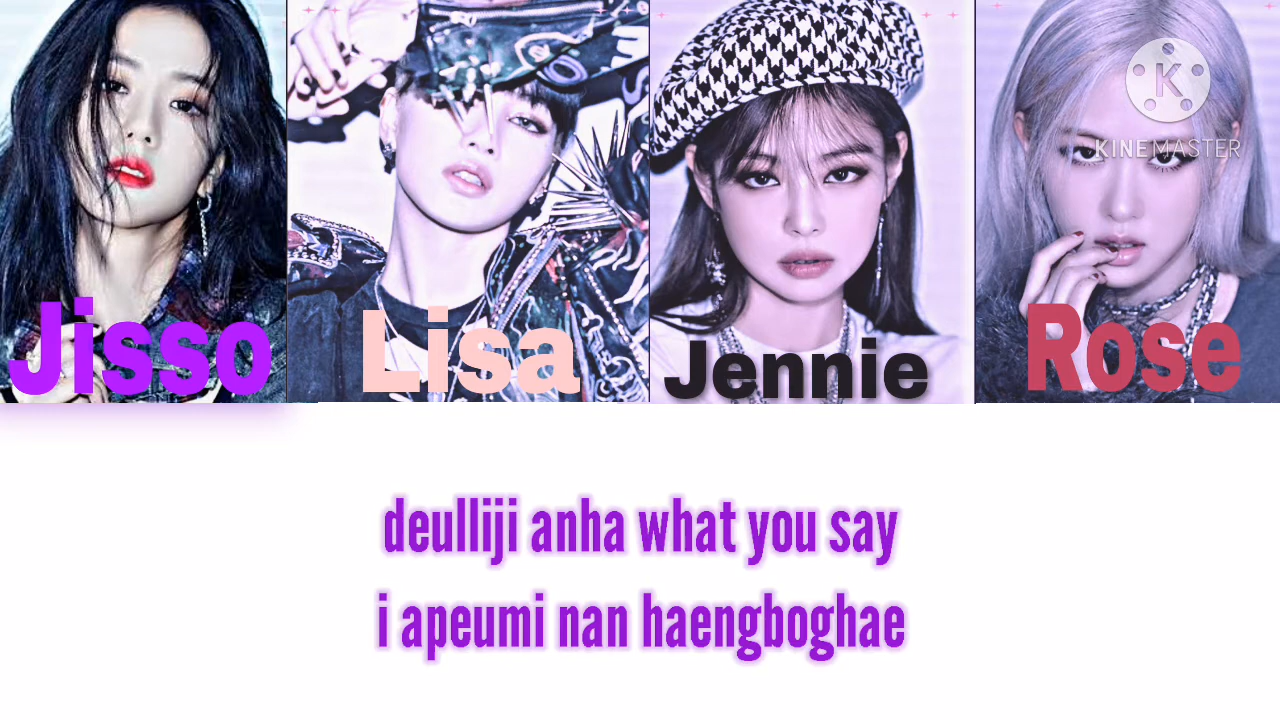 K
KINEMASTER
Jisso
Lisa
Jennie
Rose
deulliji anha what you say
i apeumi nan haengboghae